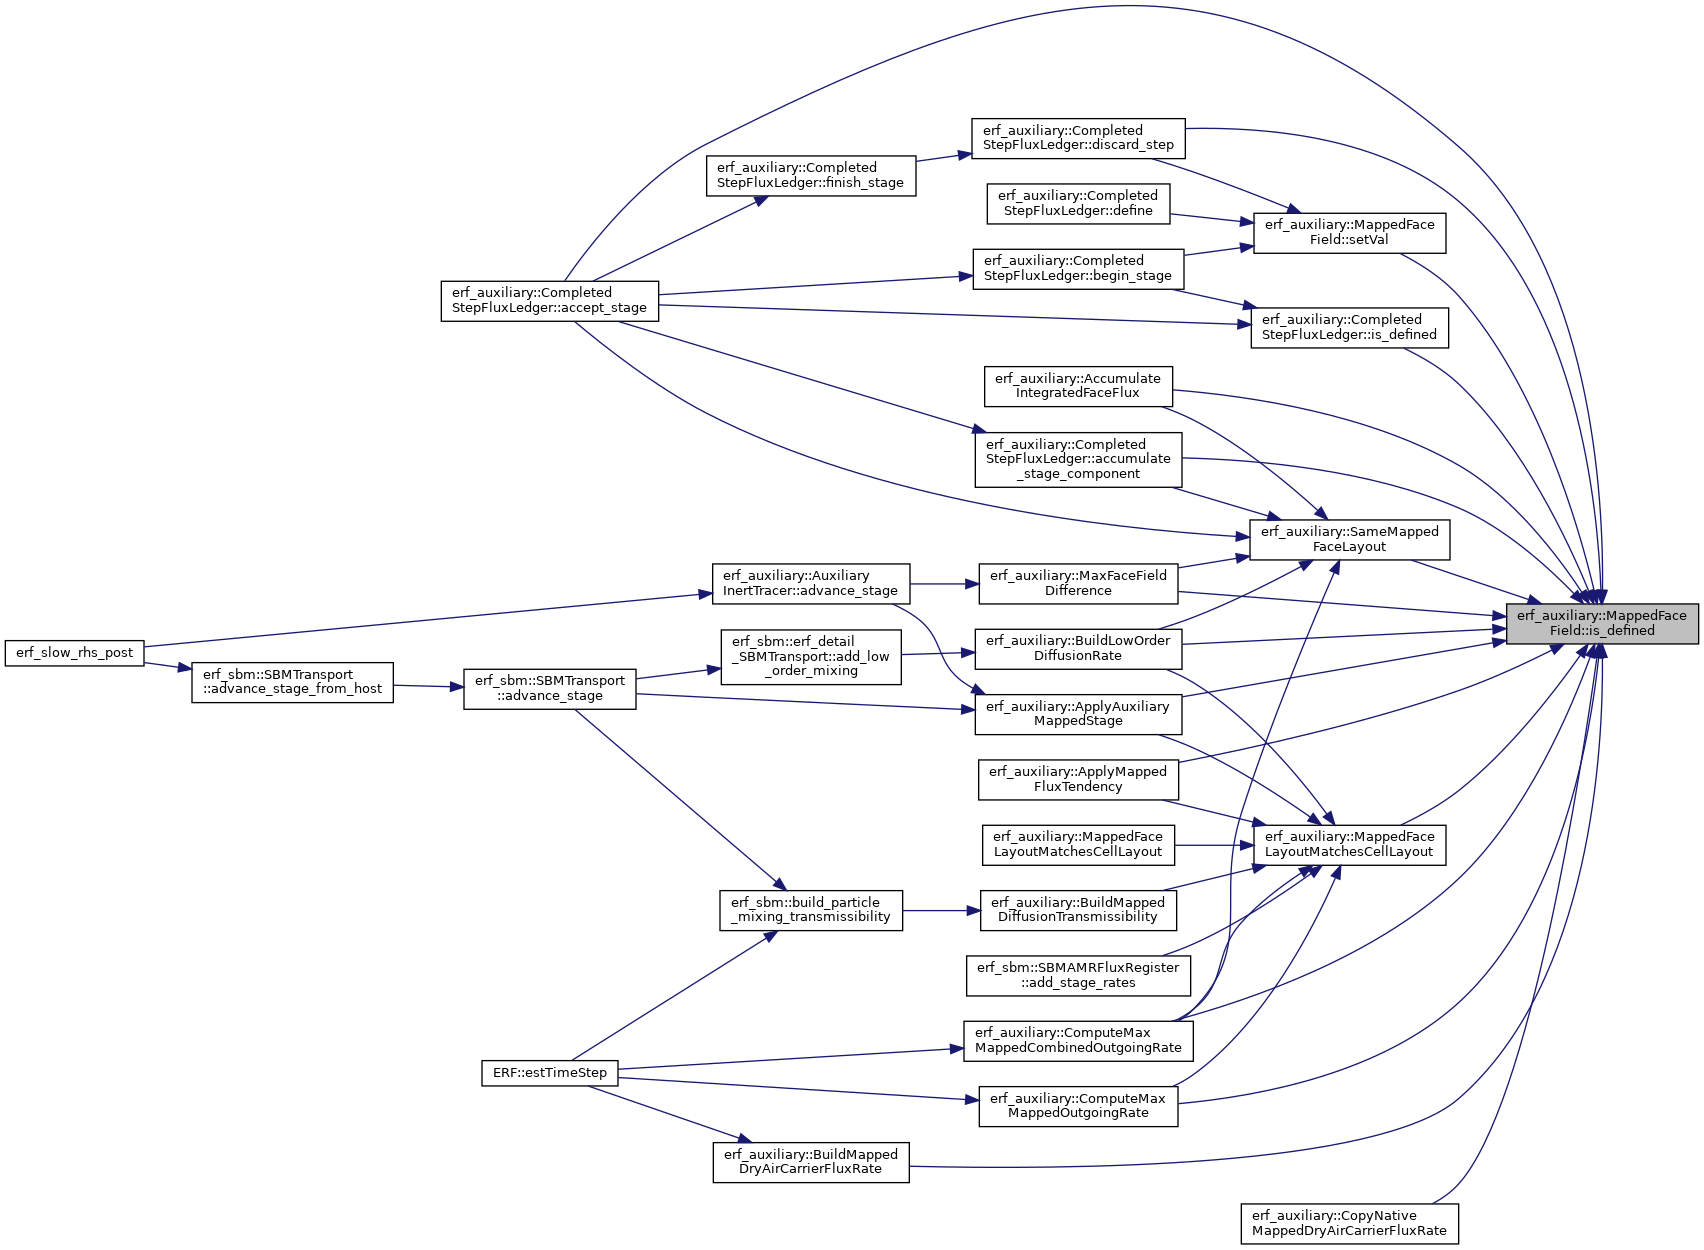 erf_auxiliary::Completed
StepFluxLedger::discard_step
erf_auxiliary::Completed
StepFluxLedger::finish_stage
erf_auxiliary::Completed
StepFluxLedger::define
erf_auxiliary::MappedFace
Field::setVal
erf_auxiliary::Completed
StepFluxLedger::begin_stage
erf_auxiliary::Completed
StepFluxLedger::accept_stage
erf_auxiliary::Completed
StepFluxLedger::is_defined
erf_auxiliary::Accumulate
IntegratedFaceFlux
erf_auxiliary::Completed
StepFluxLedger::accumulate
_stage_component
erf_auxiliary::SameMapped
FaceLayout
erf_auxiliary::Auxiliary
InertTracer::advance_stage
erf_auxiliary::MaxFaceField
Difference
erf_auxiliary::MappedFace
Field::is_defined
erf_slow_rhs_post
erf_sbm::SBMTransport
::advance_stage_from_host
erf_sbm::SBMTransport
::advance_stage
erf_sbm::erf_detail
_SBMTransport::add_low
_order_mixing
erf_auxiliary::BuildLowOrder
DiffusionRate
erf_auxiliary::ApplyAuxiliary
MappedStage
erf_auxiliary::ApplyMapped
FluxTendency
erf_auxiliary::MappedFace
LayoutMatchesCellLayout
erf_auxiliary::MappedFace
LayoutMatchesCellLayout
erf_sbm::build_particle
_mixing_transmissibility
erf_auxiliary::BuildMapped
DiffusionTransmissibility
erf_sbm::SBMAMRFluxRegister
::add_stage_rates
erf_auxiliary::ComputeMax
MappedCombinedOutgoingRate
ERF::estTimeStep
erf_auxiliary::ComputeMax
MappedOutgoingRate
erf_auxiliary::BuildMapped
DryAirCarrierFluxRate
erf_auxiliary::CopyNative
MappedDryAirCarrierFluxRate